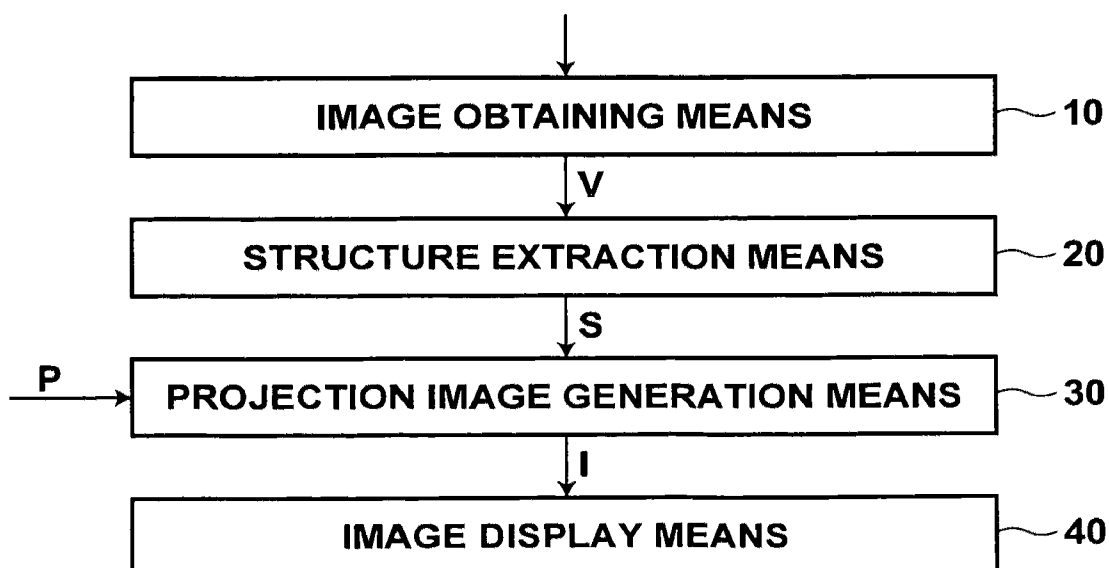 IMAGE OBTAINING MEANS 10
V
STRUCTURE EXTRACTION MEANS 20
S
P
PROJECTION IMAGE GENERATION MEANS 30
I
IMAGE DISPLAY MEANS 40